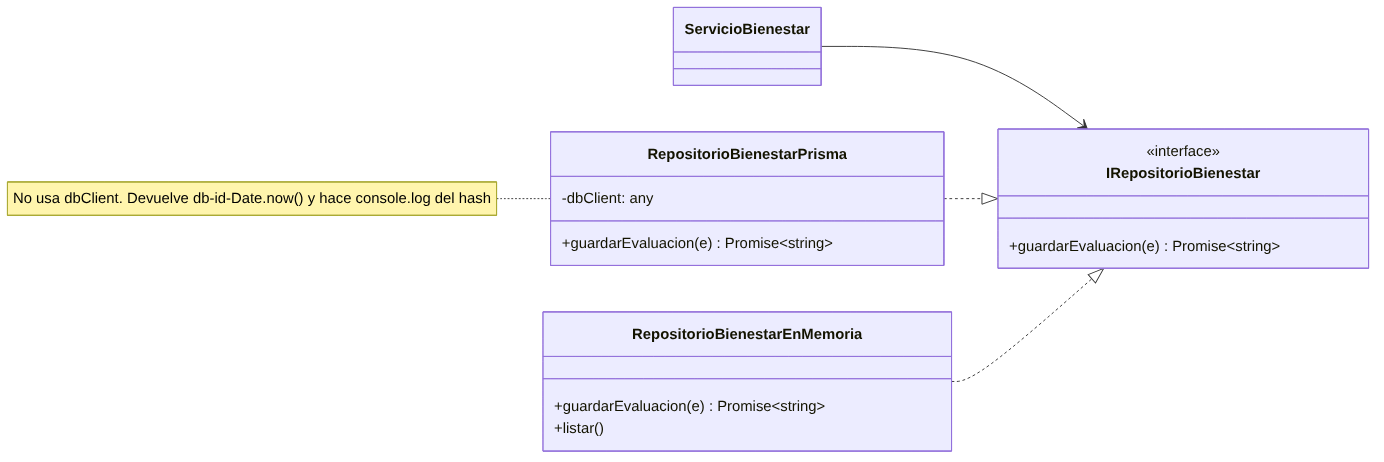 ServicioBienestar
RepositorioBienestarPrisma
-dbClient: any
+guardarEvaluacion(e) : Promise<string>
No usa dbClient. Devuelve db-id-Date.now() y hace console.log del hash
«interface»
IRepositorioBienestar
+guardarEvaluacion(e) : Promise<string>
RepositorioBienestarEnMemoria
+guardarEvaluacion(e) : Promise<string>
+listar()